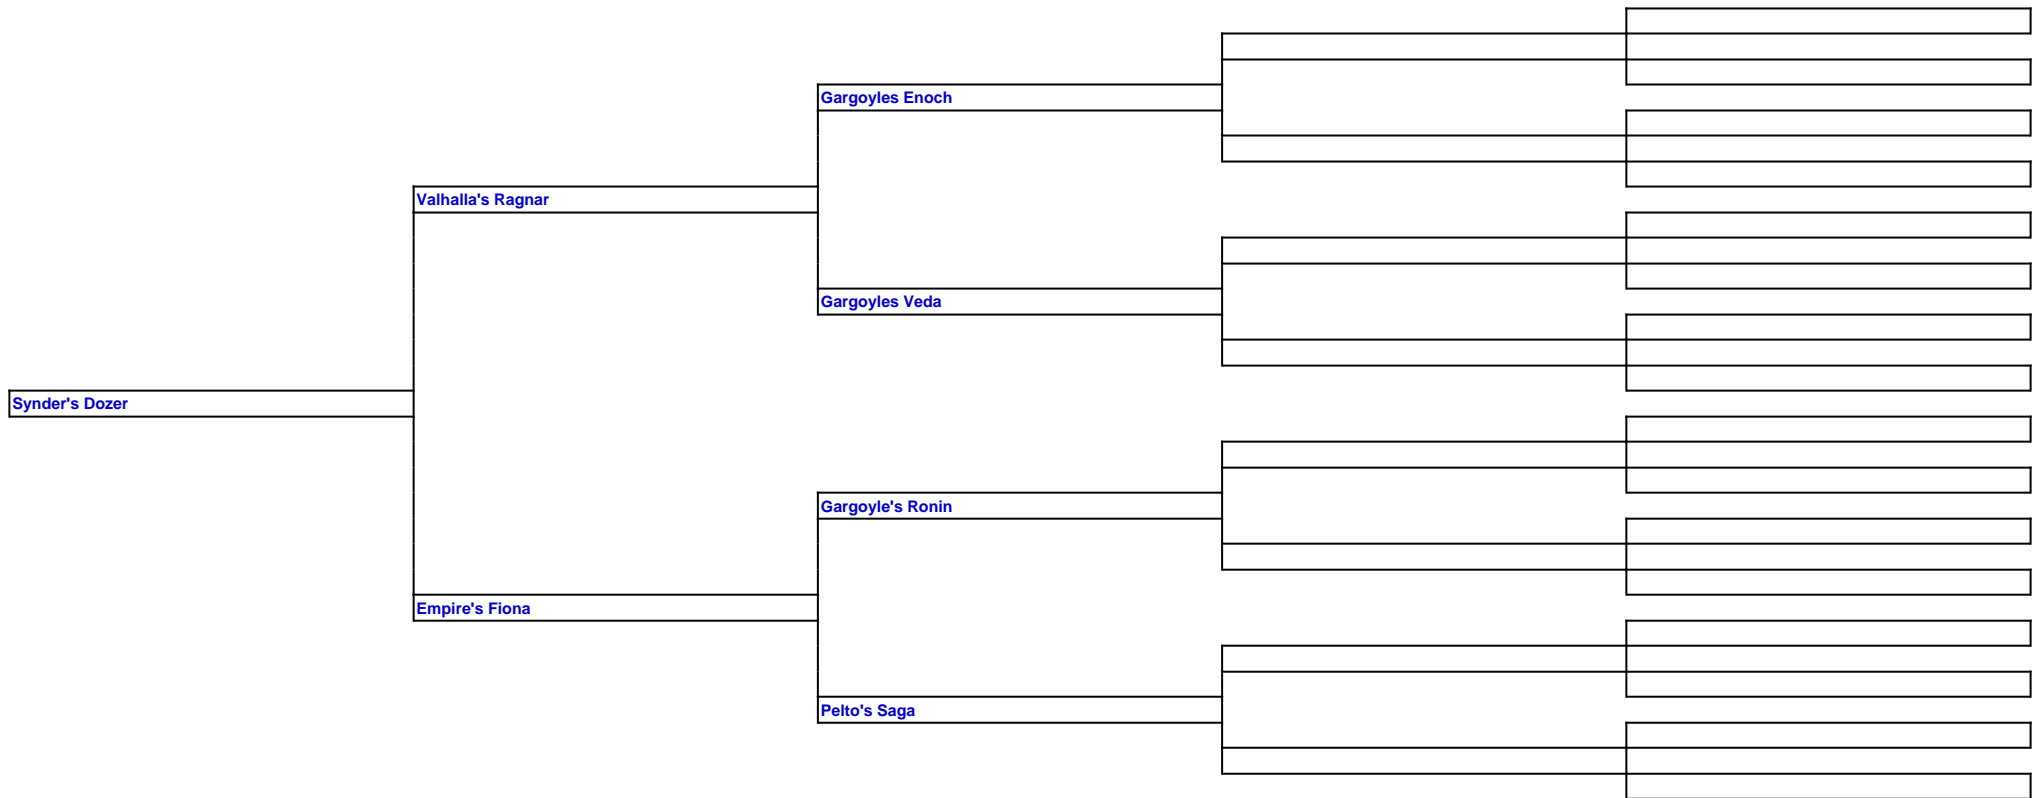 Gargoyles Enoch
Valhalla's Ragnar
Gargoyles Veda
Synder's Dozer
Gargoyle's Ronin
Empire's Fiona
Pelto's Saga